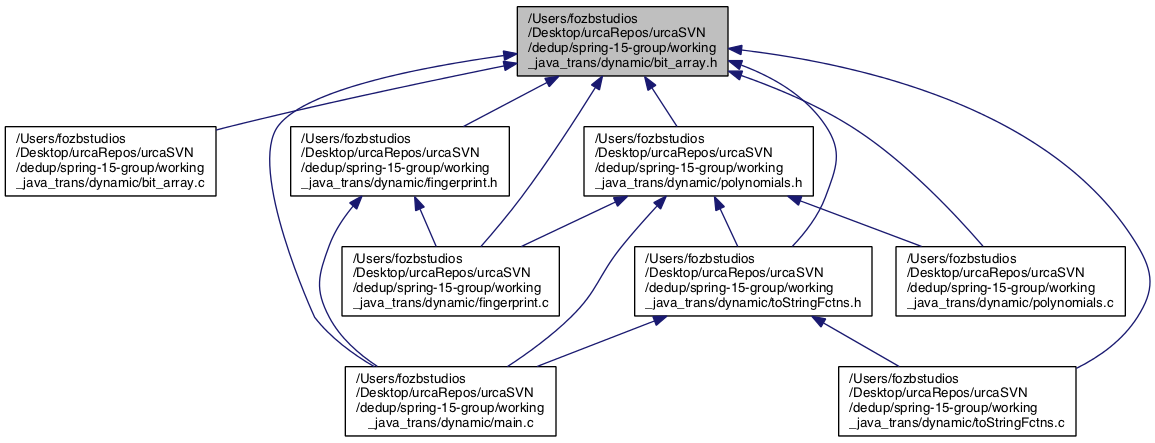 /Users/fozbstudios
/Desktop/urcaRepos/urcaSVN
/dedup/spring-15-group/working
_java_trans/dynamic/bit_array.h
/Users/fozbstudios
/Desktop/urcaRepos/urcaSVN
/dedup/spring-15-group/working
_java_trans/dynamic/bit_array.c
/Users/fozbstudios
/Desktop/urcaRepos/urcaSVN
/dedup/spring-15-group/working
_java_trans/dynamic/fingerprint.h
/Users/fozbstudios
/Desktop/urcaRepos/urcaSVN
/dedup/spring-15-group/working
_java_trans/dynamic/polynomials.h
/Users/fozbstudios
/Desktop/urcaRepos/urcaSVN
/dedup/spring-15-group/working
_java_trans/dynamic/fingerprint.c
/Users/fozbstudios
/Desktop/urcaRepos/urcaSVN
/dedup/spring-15-group/working
_java_trans/dynamic/toStringFctns.h
/Users/fozbstudios
/Desktop/urcaRepos/urcaSVN
/dedup/spring-15-group/working
_java_trans/dynamic/polynomials.c
/Users/fozbstudios
/Desktop/urcaRepos/urcaSVN
/dedup/spring-15-group/working
_java_trans/dynamic/main.c
/Users/fozbstudios
/Desktop/urcaRepos/urcaSVN
/dedup/spring-15-group/working
_java_trans/dynamic/toStringFctns.c